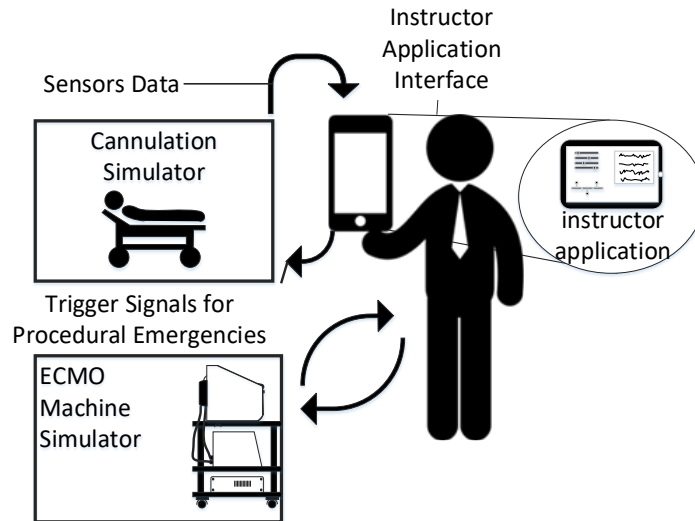 Instructor
Application
Interface
Sensors Data
Cannulation
Simulator
instructor
application
Trigger Signals for
Procedural Emergencies
ECMO
Machine
Simulator